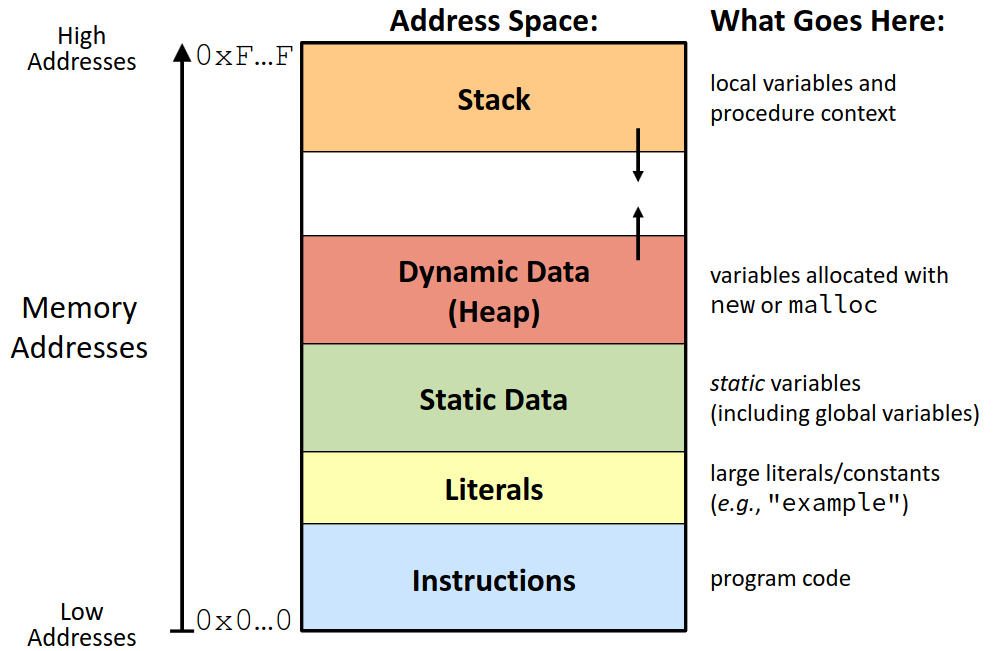 Address Space:
What Goes Here:
High
Addresses
0xF…F
Stack
local variables and
procedure context
Dynamic Data
(Heap)
variables allocated with
new or malloc
Memory
Addresses
Static Data
static variables
(including global variables)
Literals
large literals/constants
(e.g., "example")
Instructions
program code
Low
Addresses
0x0…0